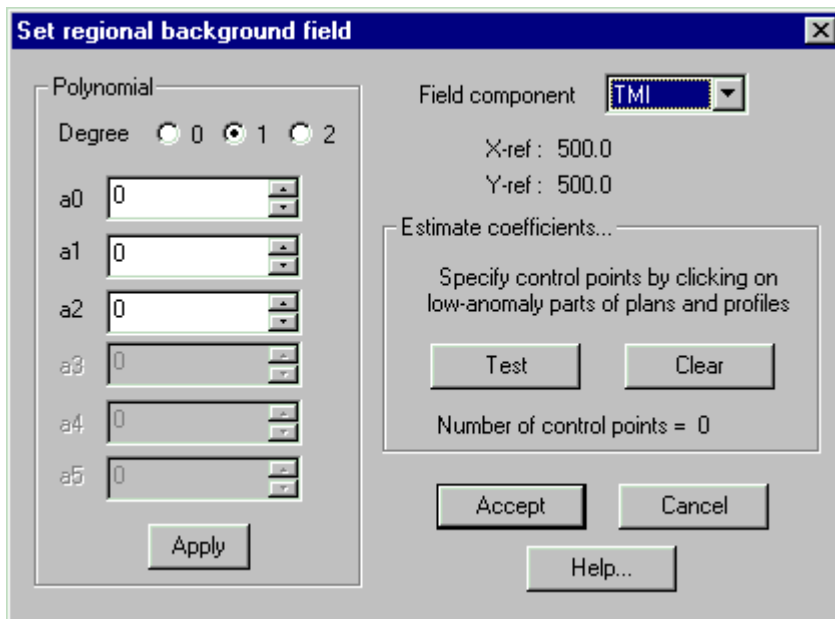 Set regional background field
Polynomial
Degree 0 1 2
a0 0
a1 0
a2 0
a3 0
a4 0
a5 0
Apply
Field component TMI
X-ref : 500.0
Y-ref : 500.0
Estimate coefficients...
Specify control points by clicking on
low-anomaly parts of plans and profiles
Test Clear
Number of control points = 0
Accept Cancel
Help...